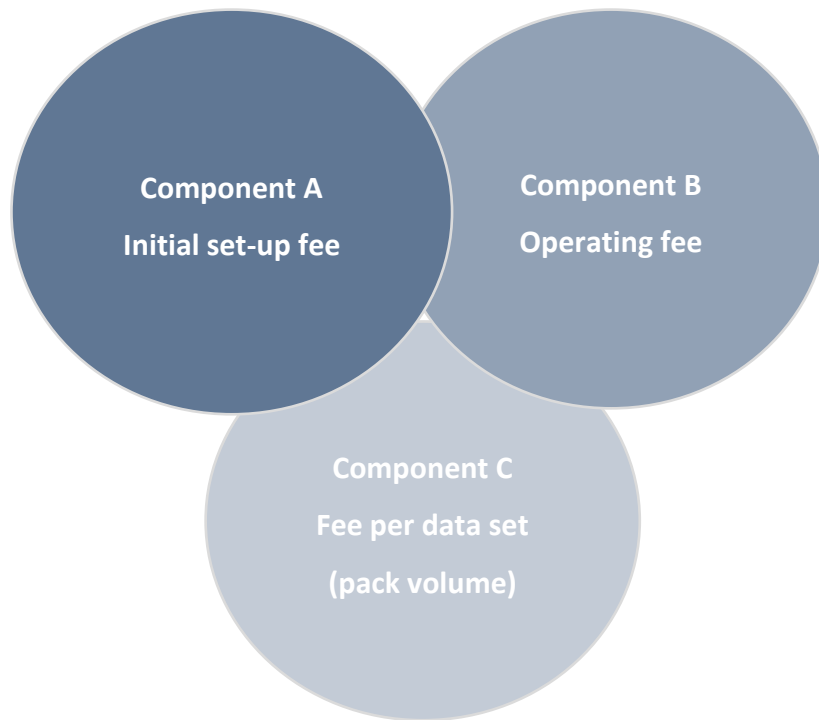 Component A
Initial set-up fee
Component B
Operating fee
Component C
Fee per data set
(pack volume)